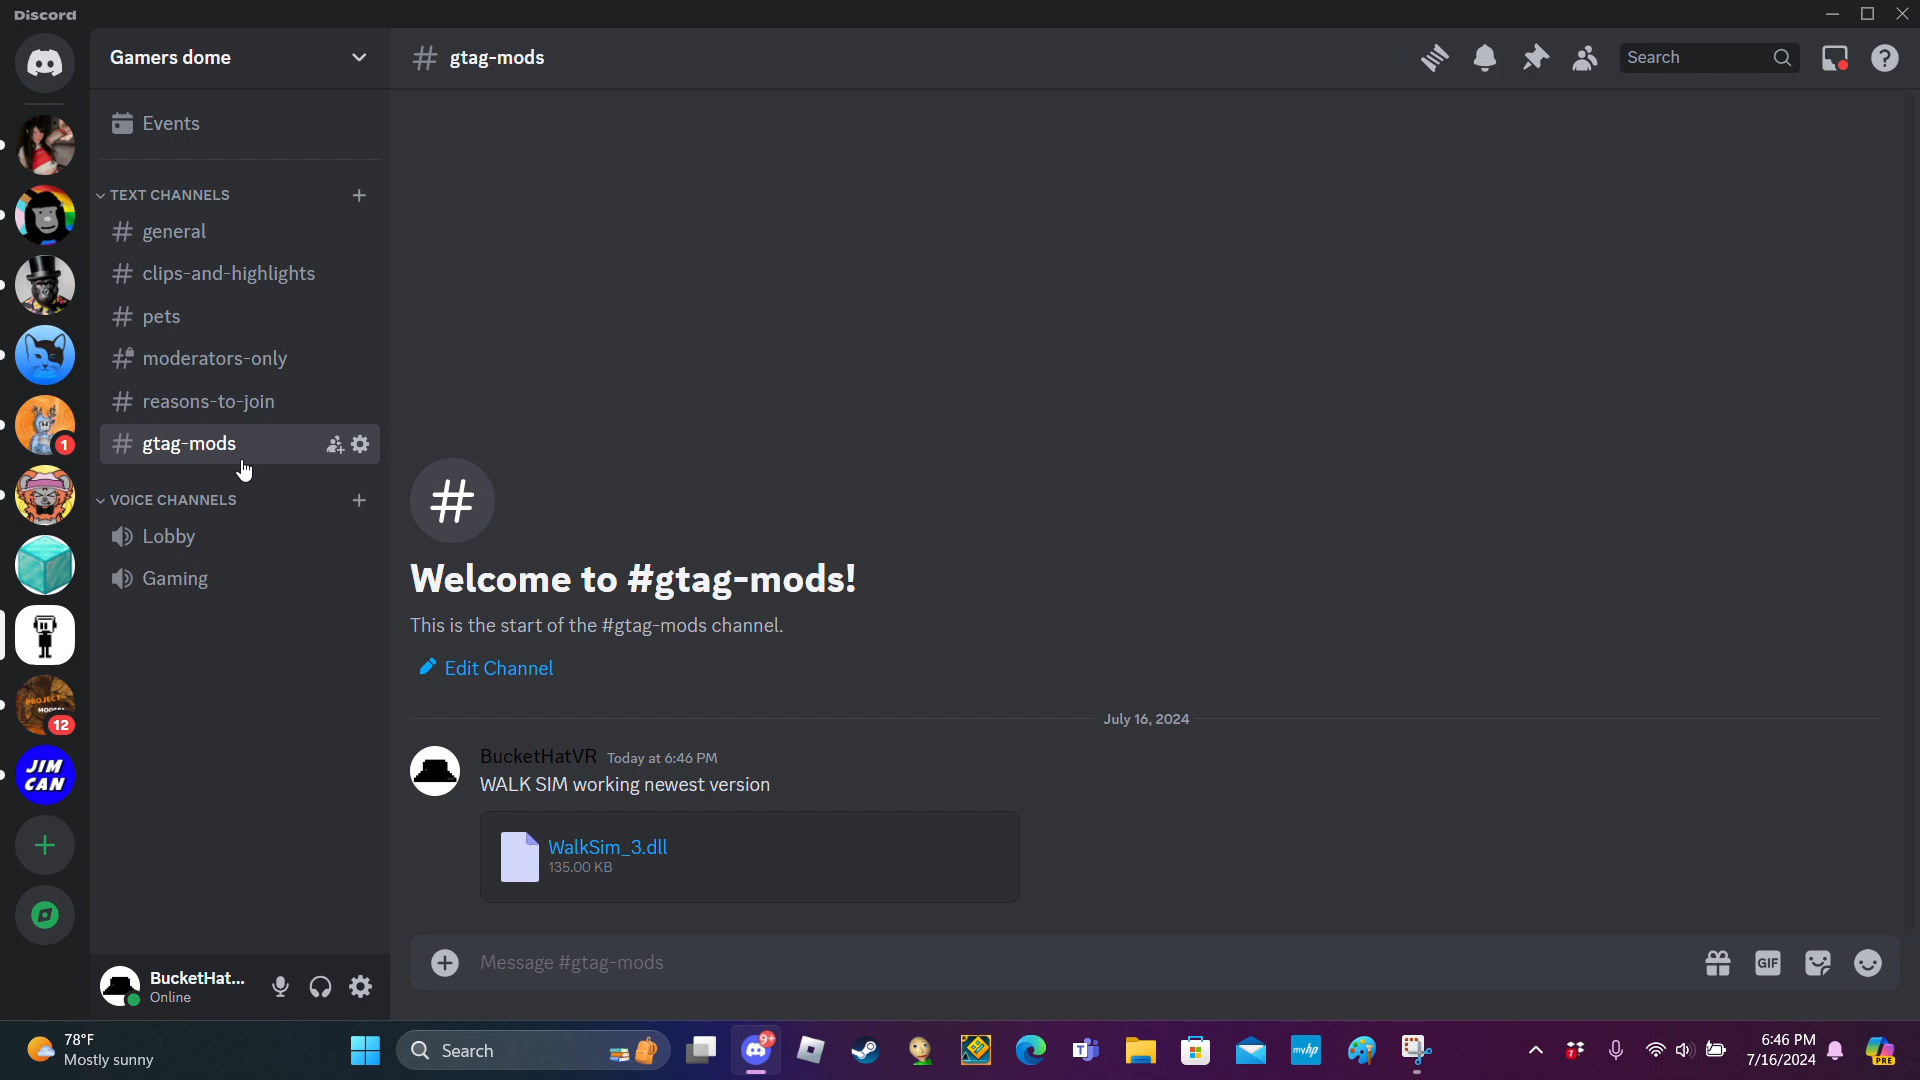 Discord
Gamers dome
# gtag-mods
Search
Events
TEXT CHANNELS
general
clips-and-highlights
pets
moderators-only
reasons-to-join
gtag-mods
VOICE CHANNELS
Lobby
Gaming
1
12
JIM
CAN
Welcome to #gtag-mods!
This is the start of the #gtag-mods channel.
Edit Channel
July 16, 2024
BucketHatVR Today at 6:46 PM
WALK SIM working newest version
WalkSim_3.dll
135.00 KB
Message #gtag-mods
GIF
BucketHat...
Online
78°F
Mostly sunny
Search
9+
myhp
7
6:46 PM
7/16/2024
PRE